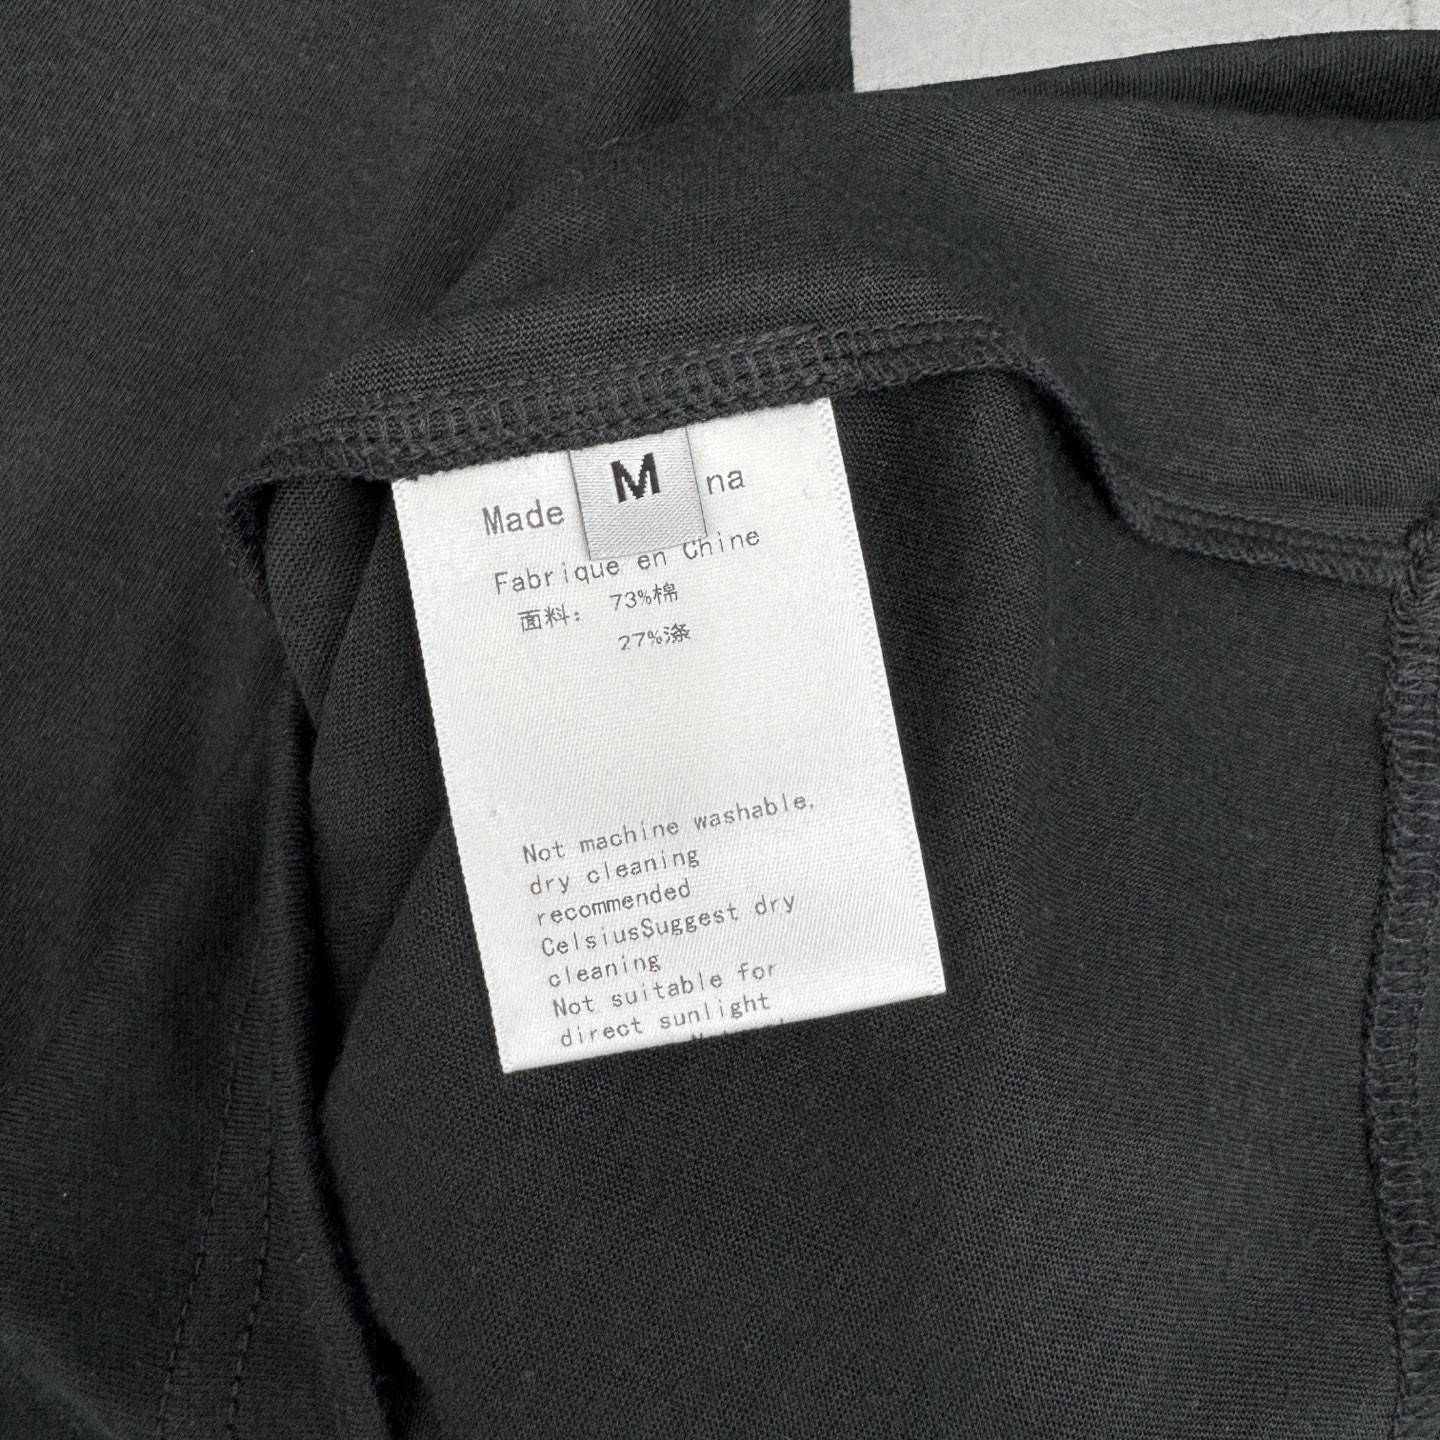 M
Made na
Fabrique en Chine
面料: 73%棉
27%涤
Not machine washable,
dry cleaning
recommended
CelsiusSuggest dry
cleaning
Not suitable for
direct sunlight